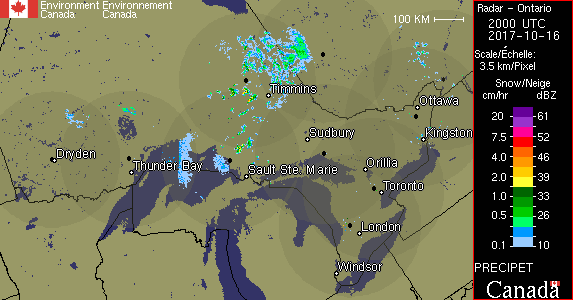 Environment Environnement
Canada Canada
100 KM
Radar - Ontario
2000 UTC
2017-10-16
Scale/Échelle:
3.5 km/Pixel
Snow/Neige
cm/hr dBZ
20 61
7.5 57
5.2 52
4.0 46
2.0 39
1.0 33
0.5 26
0.1 10
PRECIPET
Canada
Timmins
Ottawa
Sudbury
Kingston
Dryden
Thunder Bay
Sault Ste. Marie
Orillia
Toronto
London
Windsor